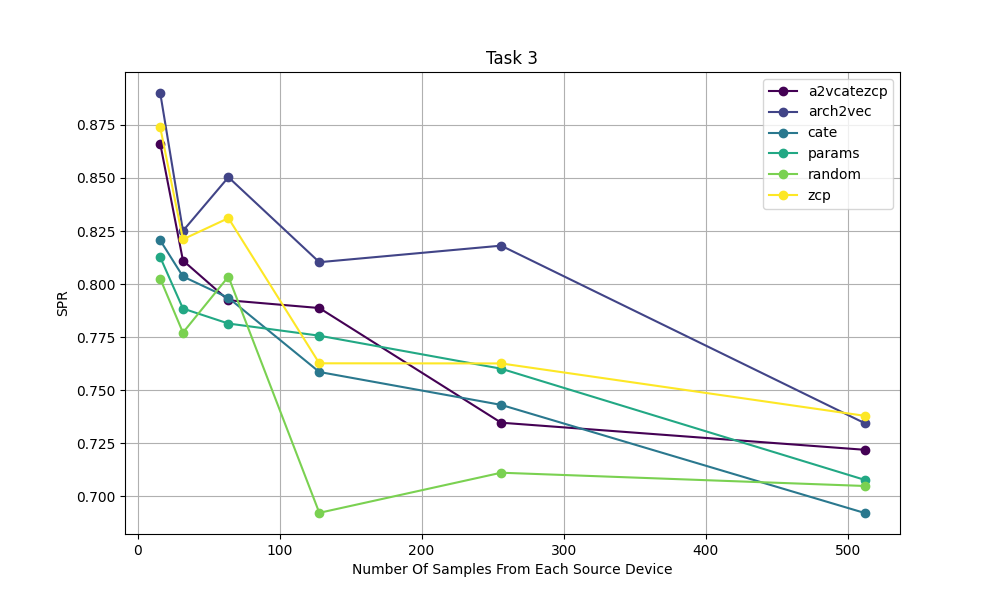 Task 3
a2vcatezcp
arch2vec
cate
params
random
zcp
SPR
0.875
0.850
0.825
0.800
0.775
0.750
0.725
0.700
0
100
200
300
400
500
Number Of Samples From Each Source Device